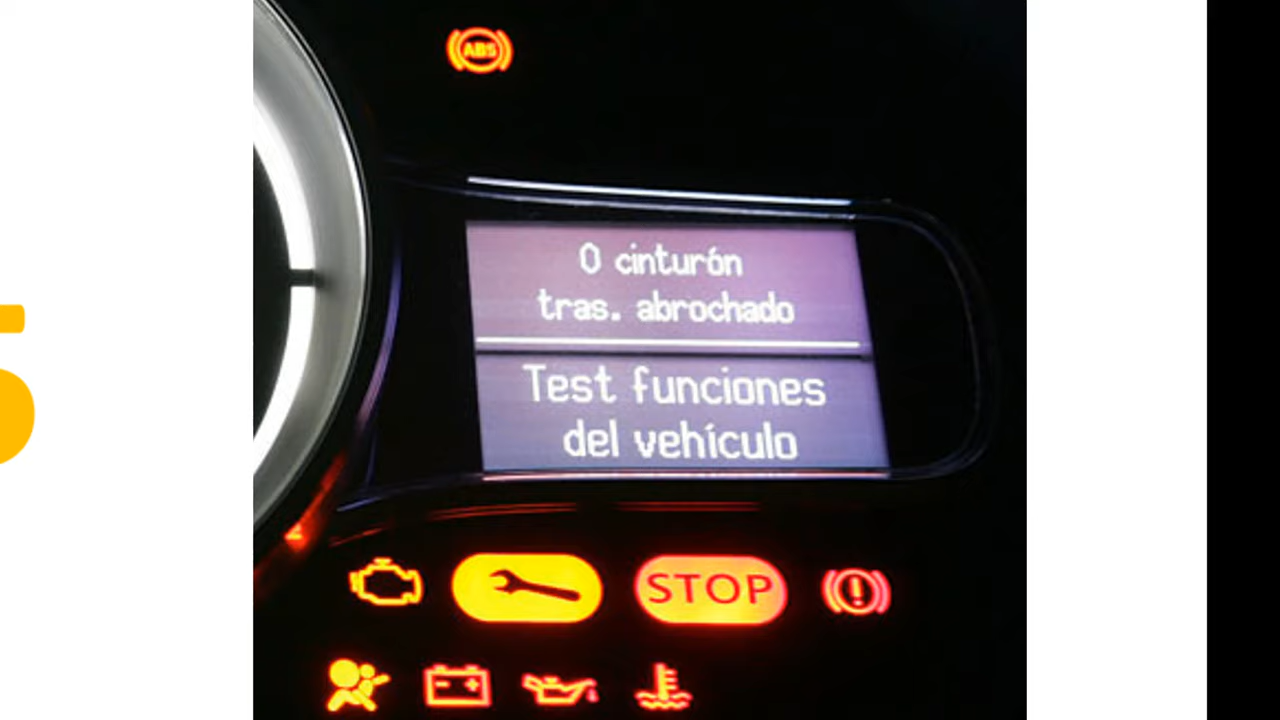 ABS
0 cinturón
tras. abrochado
Test funciones
del vehículo
STOP